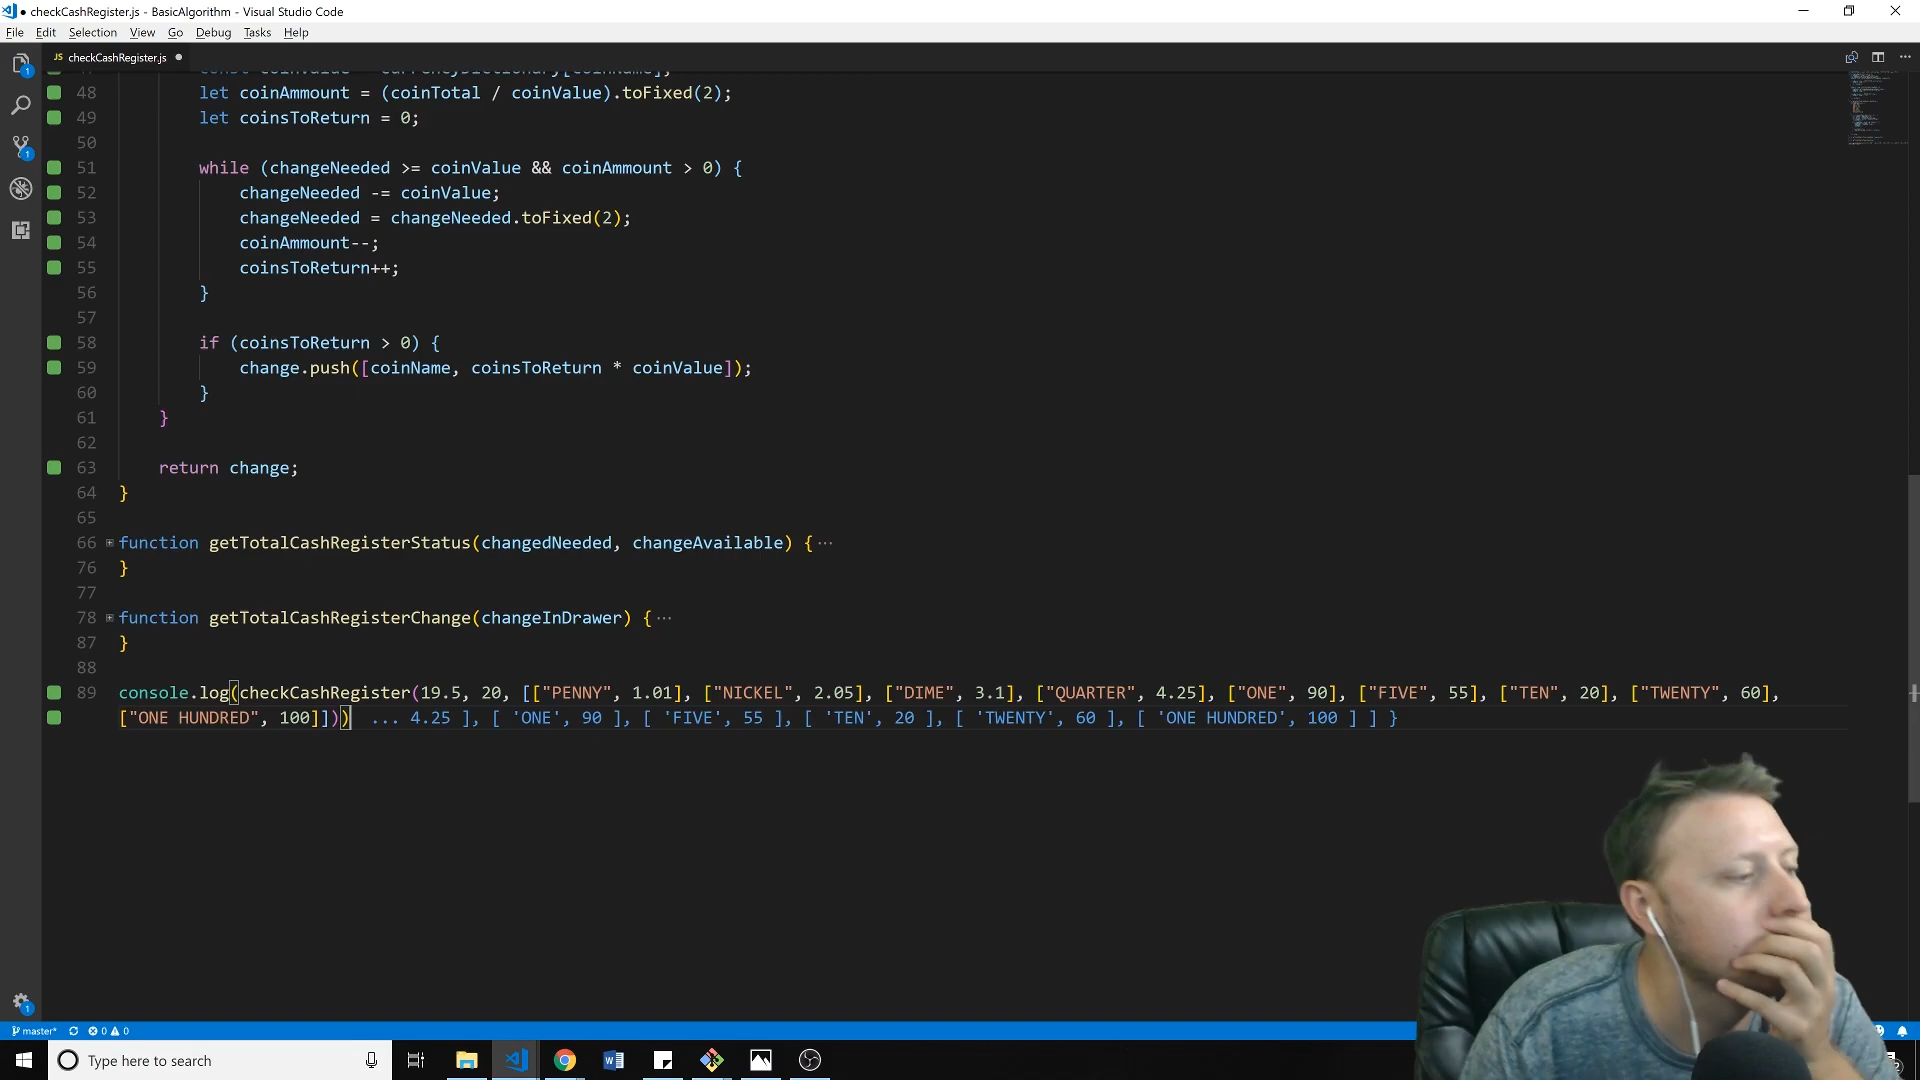 checkCashRegister.js - BasicAlgorithm - Visual Studio Code
File Edit Selection View Go Debug Tasks Help
JS checkCashRegister.js
48 let coinAmmount = (coinTotal / coinValue).toFixed(2);
49 let coinsToReturn = 0;
50
51 while (changeNeeded >= coinValue && coinAmmount > 0) {
52 changeNeeded -= coinValue;
53 changeNeeded = changeNeeded.toFixed(2);
54 coinAmmount--;
55 coinsToReturn++;
56 }
57
58 if (coinsToReturn > 0) {
59 change.push([coinName, coinsToReturn * coinValue]);
60 }
61 }
62
63 return change;
64 }
65
66 function getTotalCashRegisterStatus(changedNeeded, changeAvailable) { ...
76 }
77
78 function getTotalCashRegisterChange(changeInDrawer) { ...
87 }
88
89 console.log(checkCashRegister(19.5, 20, [["PENNY", 1.01], ["NICKEL", 2.05], ["DIME", 3.1], ["QUARTER", 4.25], ["ONE", 90], ["FIVE", 55], ["TEN", 20], ["TWENTY", 60],
["ONE HUNDRED", 100]])) ... 4.25 ], [ 'ONE', 90 ], [ 'FIVE', 55 ], [ 'TEN', 20 ], [ 'TWENTY', 60 ], [ 'ONE HUNDRED', 100 ] ] }
master* 0 0
Type here to search